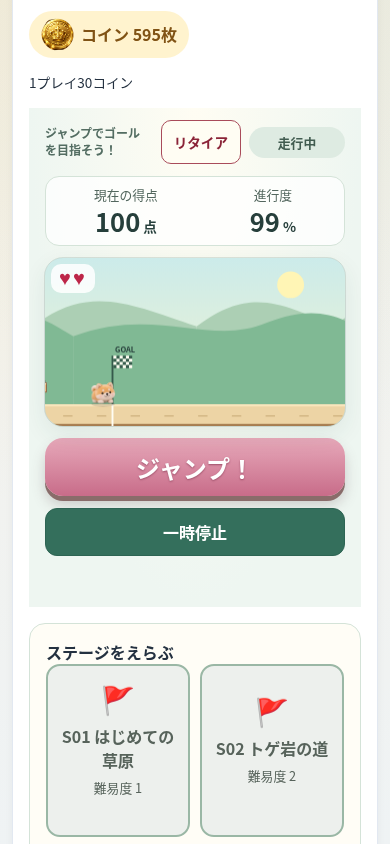 コイン 595枚
1プレイ30コイン
ジャンプでゴール
を目指そう！
リタイア
走行中
現在の得点
進行度
100点
99%
GOAL
ジャンプ！
一時停止
ステージをえらぶ
S01 はじめての
草原
難易度 1
S02 トゲ岩の道
難易度 2